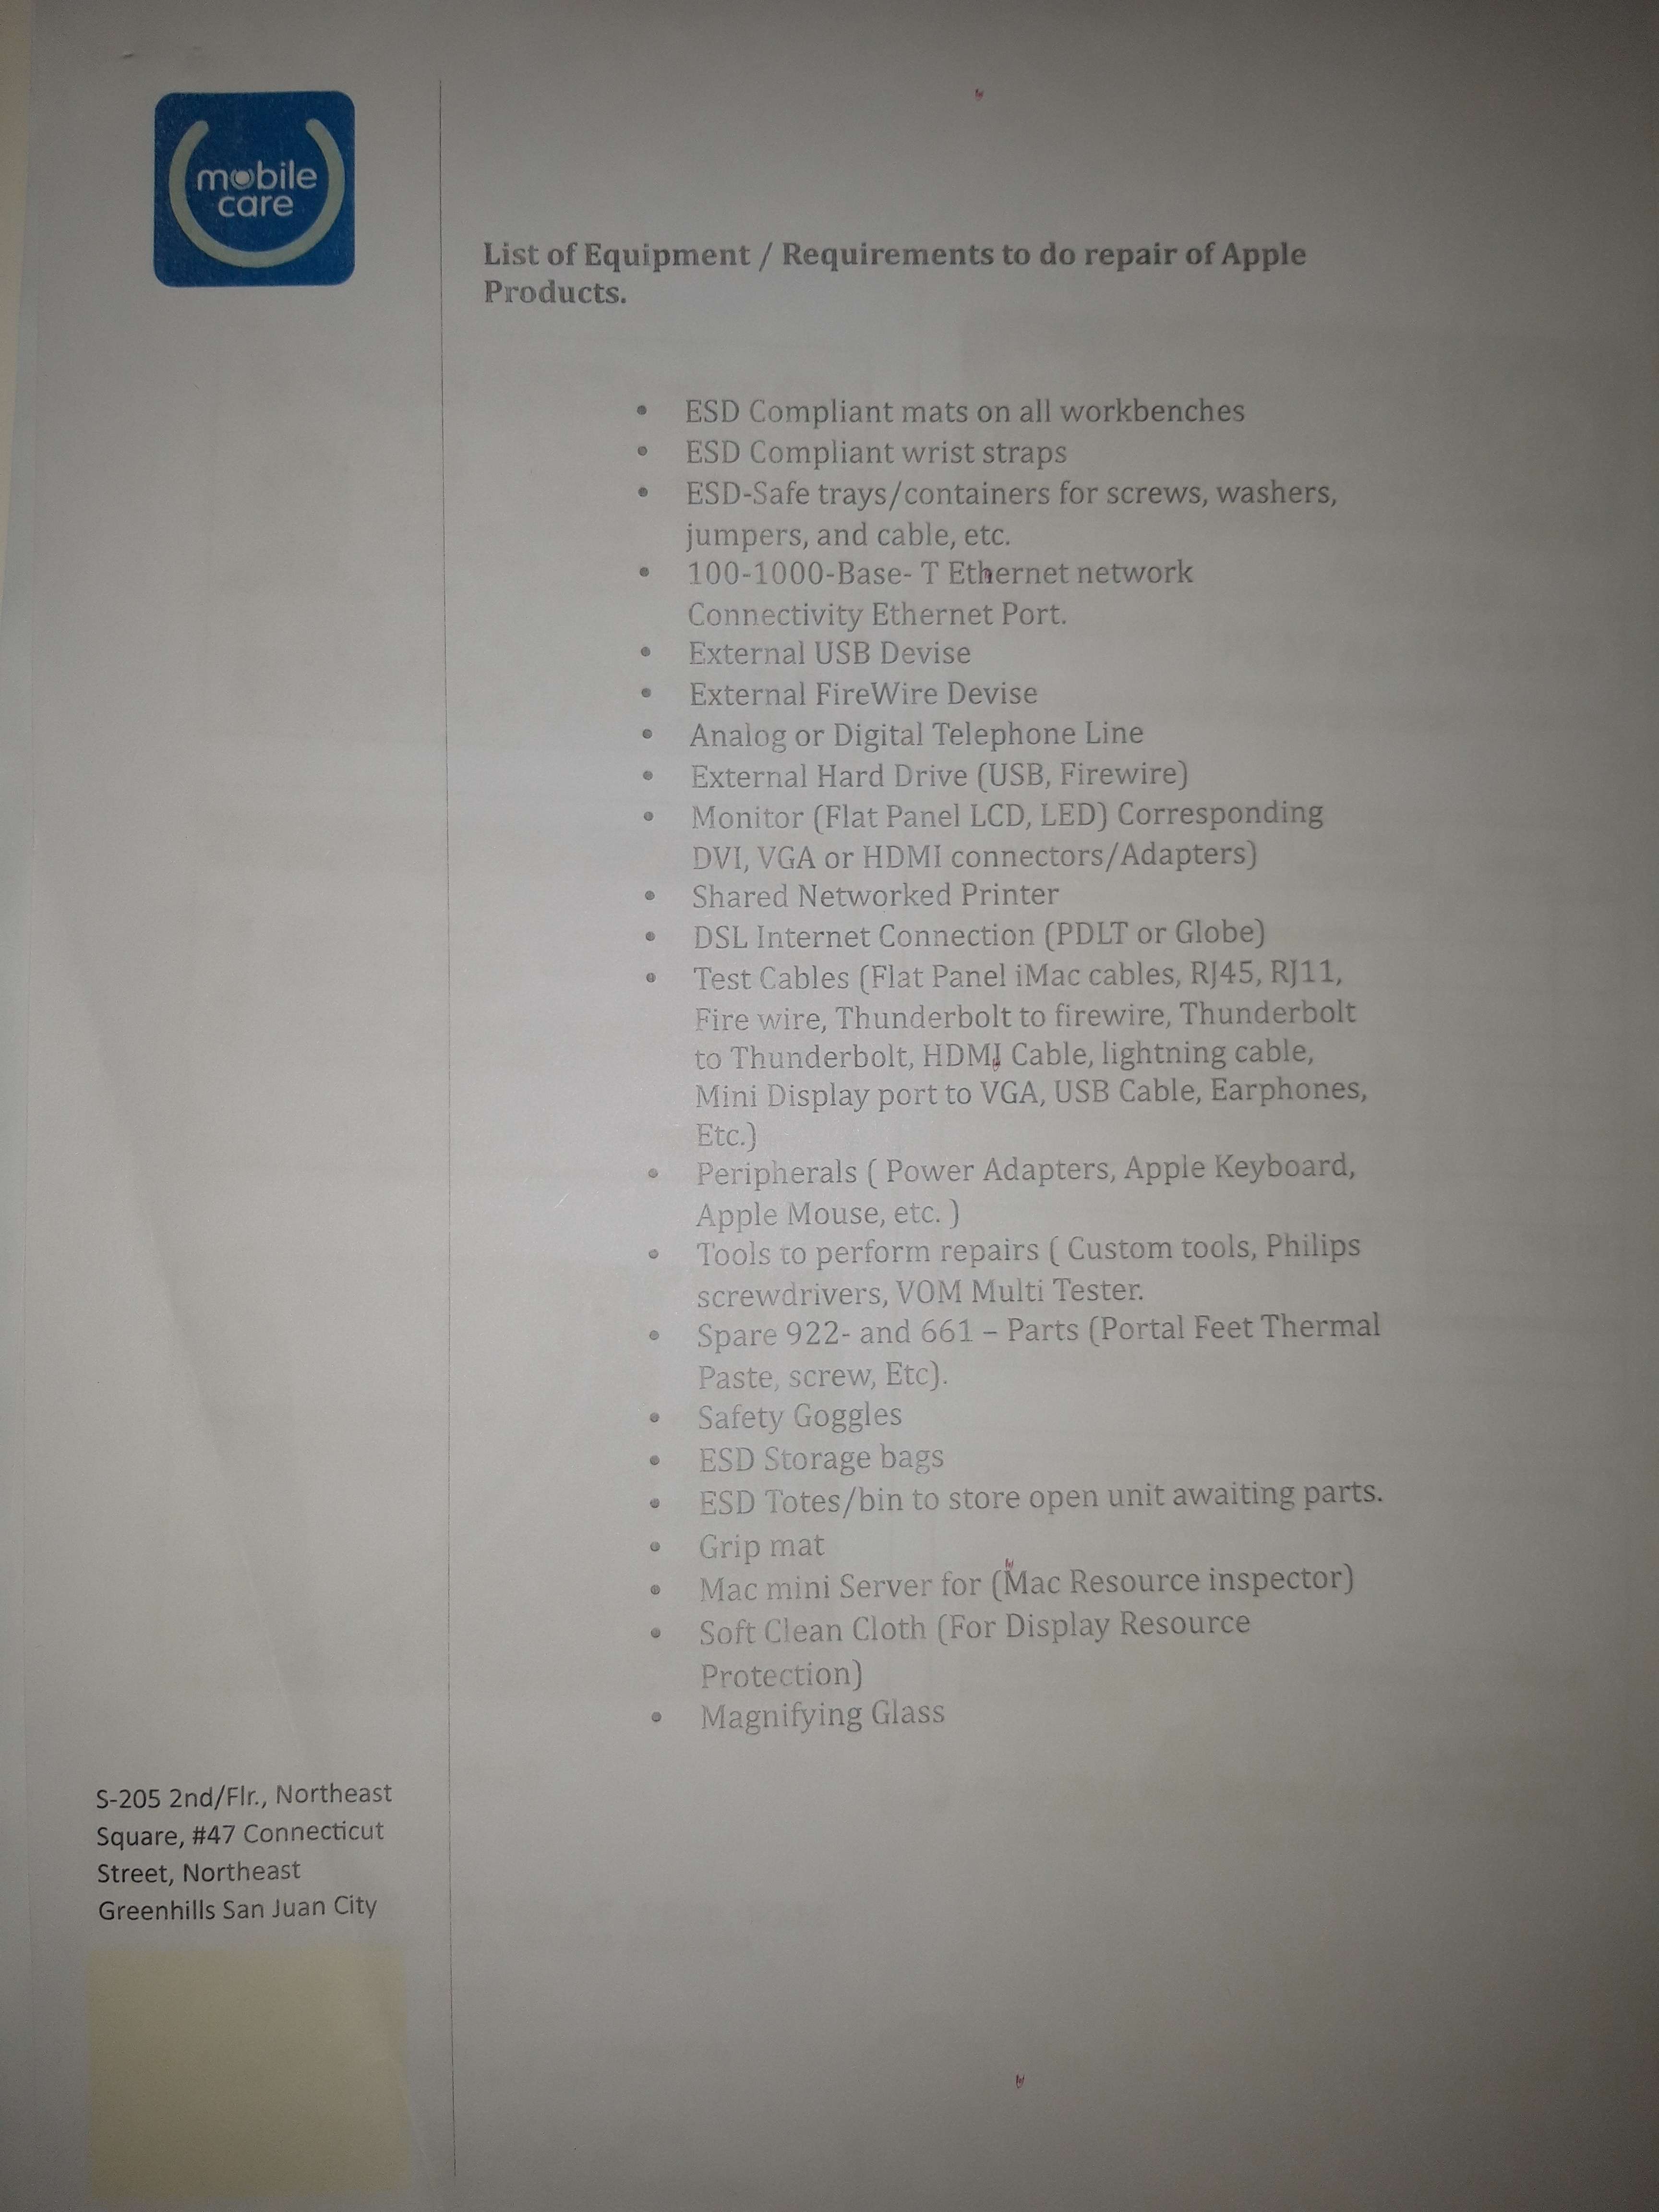 mobile
care
List of Equipment / Requirements to do repair of Apple
Products.
• ESD Compliant mats on all workbenches
• ESD Compliant wrist straps
• ESD-Safe trays/containers for screws, washers,
jumpers, and cable, etc.
• 100-1000-Base- T Ethernet network
Connectivity Ethernet Port.
• External USB Devise
• External FireWire Devise
• Analog or Digital Telephone Line
• External Hard Drive (USB, Firewire)
• Monitor (Flat Panel LCD, LED) Corresponding
DVI, VGA or HDMI connectors/Adapters)
• Shared Networked Printer
• DSL Internet Connection (PDLT or Globe)
• Test Cables (Flat Panel iMac cables, RJ45, RJ11,
Fire wire, Thunderbolt to firewire, Thunderbolt
to Thunderbolt, HDMI Cable, lightning cable,
Mini Display port to VGA, USB Cable, Earphones,
Etc.)
• Peripherals ( Power Adapters, Apple Keyboard,
Apple Mouse, etc. )
• Tools to perform repairs ( Custom tools, Philips
screwdrivers, VOM Multi Tester.
• Spare 922- and 661 – Parts (Portal Feet Thermal
Paste, screw, Etc).
• Safety Goggles
• ESD Storage bags
• ESD Totes/bin to store open unit awaiting parts.
• Grip mat
• Mac mini Server for (Mac Resource inspector)
• Soft Clean Cloth (For Display Resource
Protection)
• Magnifying Glass
S-205 2nd/Flr., Northeast
Square, #47 Connecticut
Street, Northeast
Greenhills San Juan City